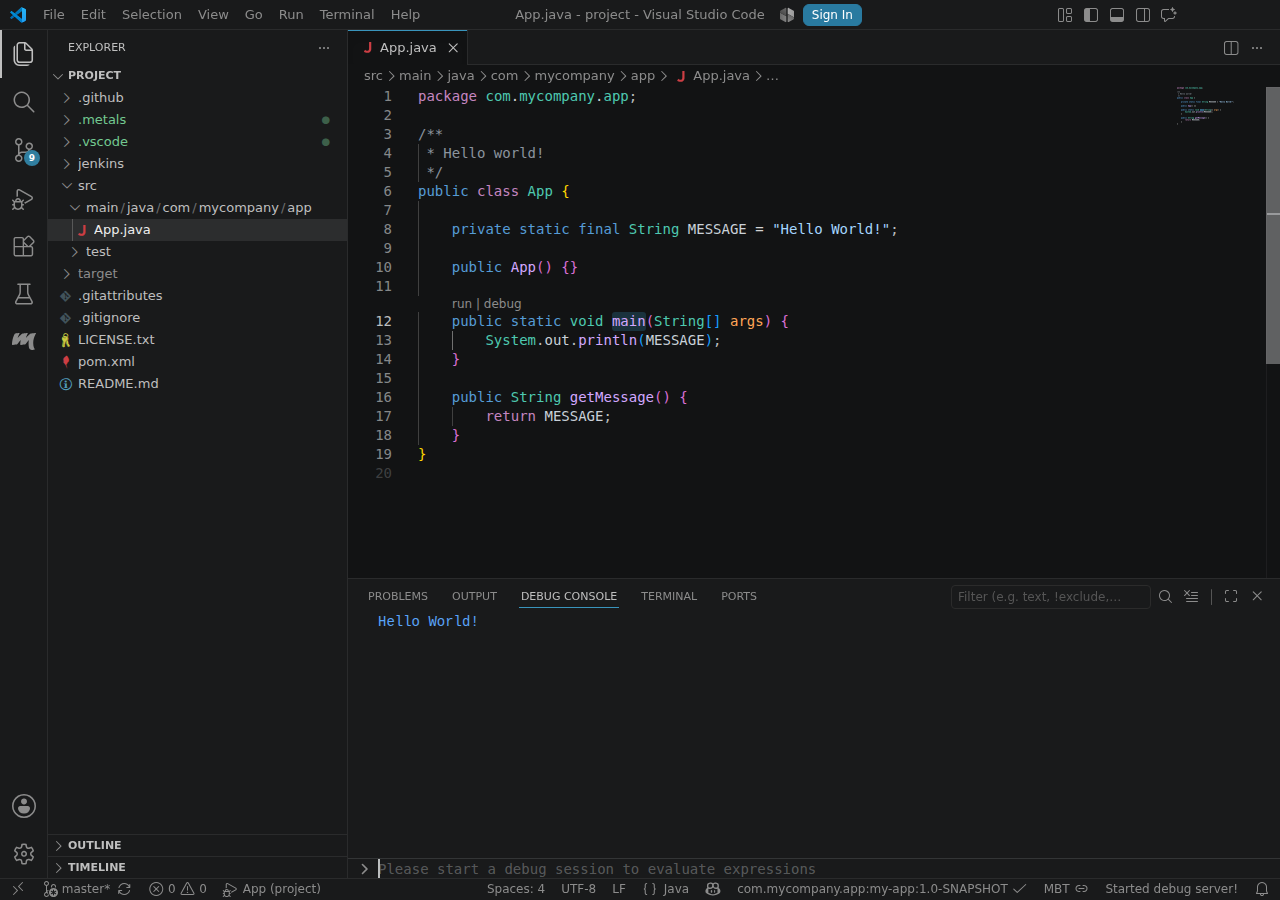 File Edit Selection View Go Run Terminal Help
App.java - project - Visual Studio Code
Sign In
EXPLORER
PROJECT
.github
.metals
.vscode
jenkins
src
main/java/com/mycompany/app
App.java
test
target
.gitattributes
.gitignore
LICENSE.txt
pom.xml
README.md
OUTLINE
TIMELINE
9
App.java
src > main > java > com > mycompany > app > App.java > ...
1 package com.mycompany.app;
2
3 /**
4  * Hello world!
5  */
6 public class App {
7
8     private static final String MESSAGE = "Hello World!";
9
10     public App() {}
11
run | debug
12     public static void main(String[] args) {
13         System.out.println(MESSAGE);
14     }
15
16     public String getMessage() {
17         return MESSAGE;
18     }
19 }
20
PROBLEMS OUTPUT DEBUG CONSOLE TERMINAL PORTS
Filter (e.g. text, !exclude,...
Hello World!
Please start a debug session to evaluate expressions
master* 0 0 App (project)
Spaces: 4 UTF-8 LF { } Java com.mycompany.app:my-app:1.0-SNAPSHOT MBT Started debug server!